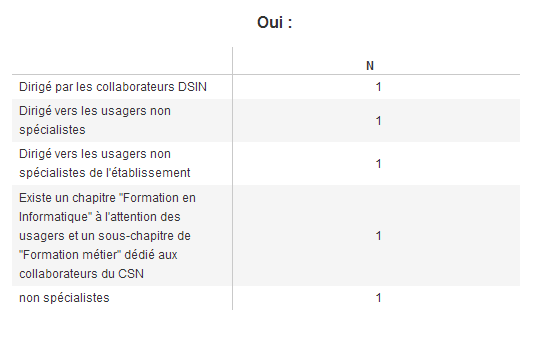 Oui :
N
Dirigé par les collaborateurs DSIN 1
Dirigé vers les usagers non
spécialistes 1
Dirigé vers les usagers non
spécialistes de l'établissement 1
Existe un chapitre "Formation en
Informatique" à l'attention des
usagers et un sous-chapitre de
"Formation métier" dédié aux
collaborateurs du CSN 1
non spécialistes 1